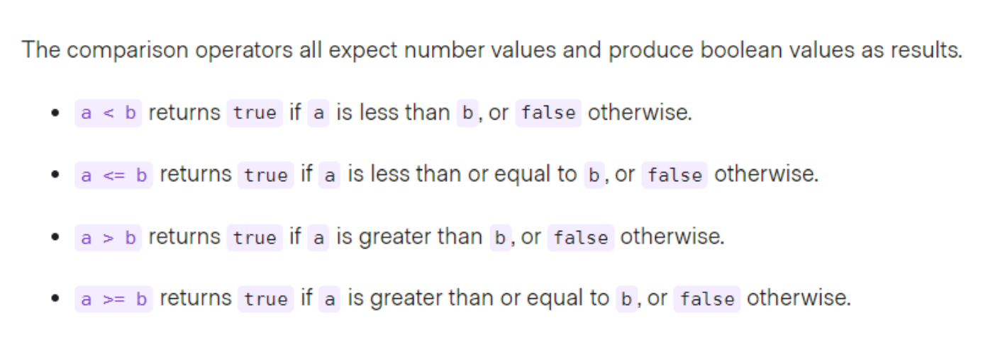 The comparison operators all expect number values and produce boolean values as results.
• a < b returns true if a is less than b, or false otherwise.
• a <= b returns true if a is less than or equal to b, or false otherwise.
• a > b returns true if a is greater than b, or false otherwise.
• a >= b returns true if a is greater than or equal to b, or false otherwise.